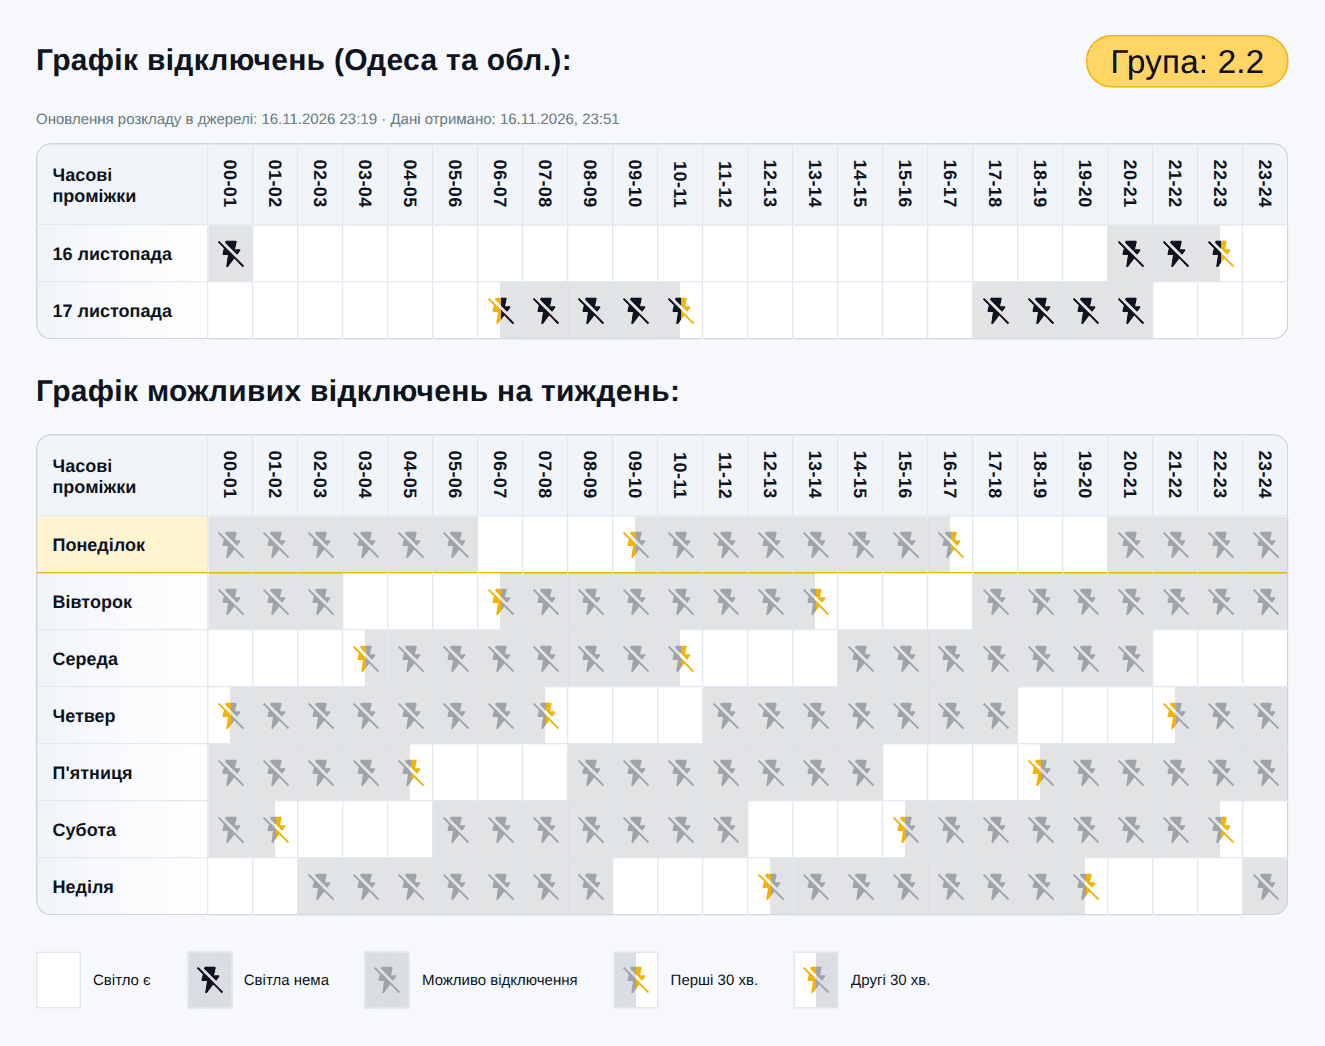 Графік відключень (Одеса та обл.):
Група: 2.2
Оновлення розкладу в джерелі: 16.11.2026 23:19 · Дані отримано: 16.11.2026, 23:51
Часові проміжки 00-01 01-02 02-03 03-04 04-05 05-06 06-07 07-08 08-09 09-10 10-11 11-12 12-13 13-14 14-15 15-16 16-17 17-18 18-19 19-20 20-21 21-22 22-23 23-24
16 листопада
17 листопада
Графік можливих відключень на тиждень:
Часові проміжки 00-01 01-02 02-03 03-04 04-05 05-06 06-07 07-08 08-09 09-10 10-11 11-12 12-13 13-14 14-15 15-16 16-17 17-18 18-19 19-20 20-21 21-22 22-23 23-24
Понеділок
Вівторок
Середа
Четвер
П'ятниця
Субота
Неділя
Світло є Світла нема Можливо відключення Перші 30 хв. Другі 30 хв.